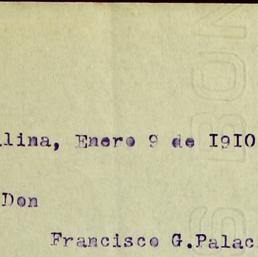 lina, Enero 9 de 1910
Don
Francisco G.Palac